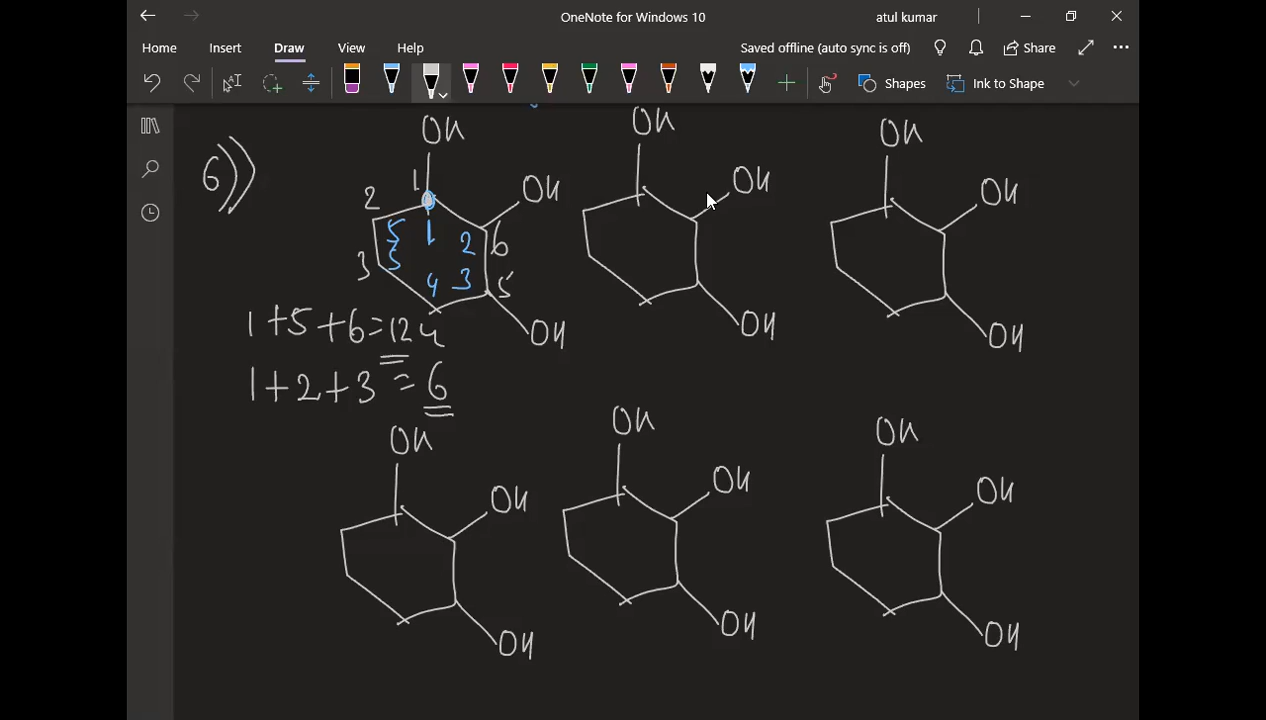 OneNote for Windows 10
atul kumar
Home Insert Draw View Help
Saved offline (auto sync is off) Share
Shapes Ink to Shape
6))
OH OH OH
1 OH OH OH
2 5 1 2 6
3 5 4 3 5
OH OH OH
1+5+6=12 4
1+2+3 = 6
OH OH OH
OH OH OH
OH OH OH